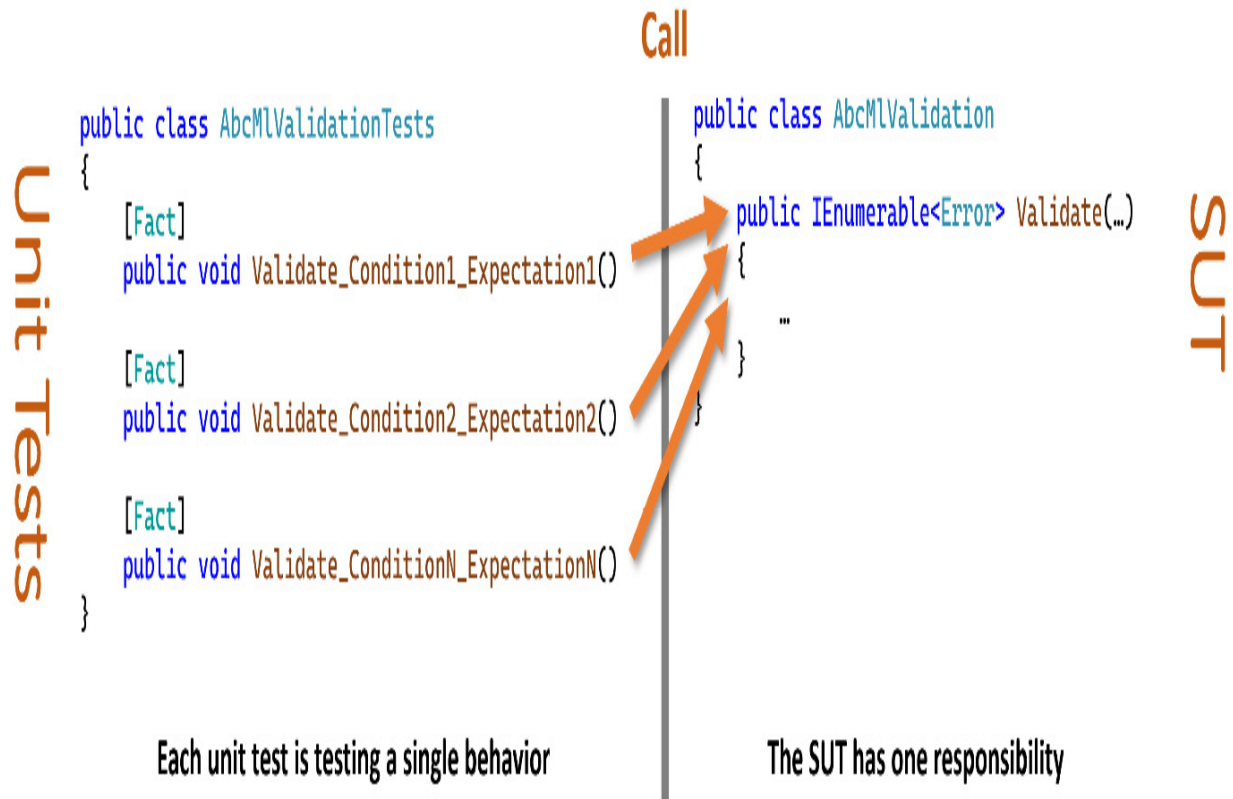 Call
Unit Tests
public class AbcMlValidationTests
{
[Fact]
public void Validate_Condition1_Expectation1()
[Fact]
public void Validate_Condition2_Expectation2()
[Fact]
public void Validate_ConditionN_ExpectationN()
}
Each unit test is testing a single behavior
public class AbcMlValidation
{
public IEnumerable<Error> Validate(…)
{
…
}
}
SUT
The SUT has one responsibility